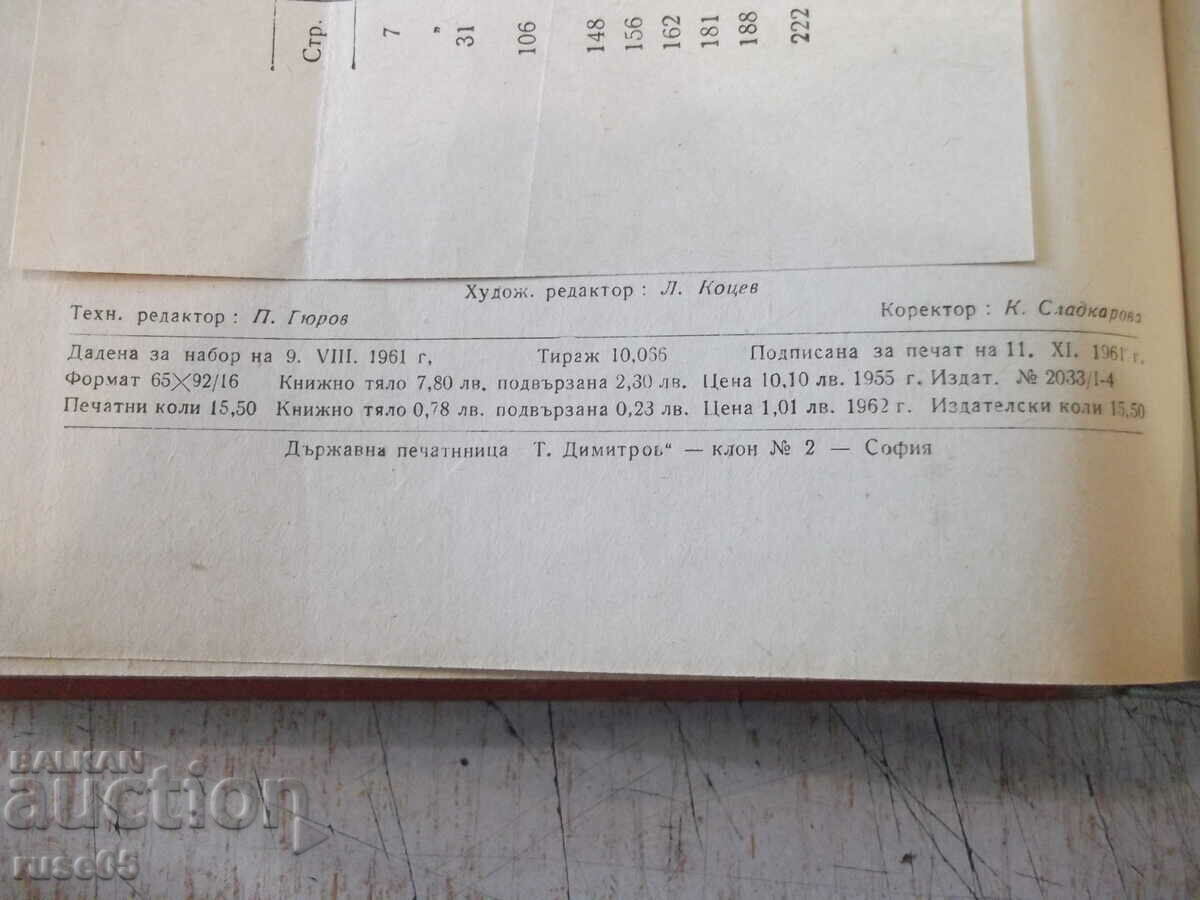 Стр.
7
"
31
106
148
156
162
181
188
222
Худож. редактор : Л. Коцев
Техн. редактор : П. Гюров Коректор : К. Сладкарова
Дадена за набор на 9. VIII. 1961 г, Тираж 10,066 Подписана за печат на 11. XI. 1961 г.
Формат 65×92/16 Книжно тяло 7,80 лв. подвързана 2,30 лв. Цена 10,10 лв. 1955 г. Издат. № 2033/I-4
Печатни коли 15,50 Книжно тяло 0,78 лв. подвързана 0,23 лв. Цена 1,01 лв. 1962 г. Издателски коли 15,50
Държавна печатница Т. Димитров“ — клон № 2 — София
BALKAN
auction
ruse05